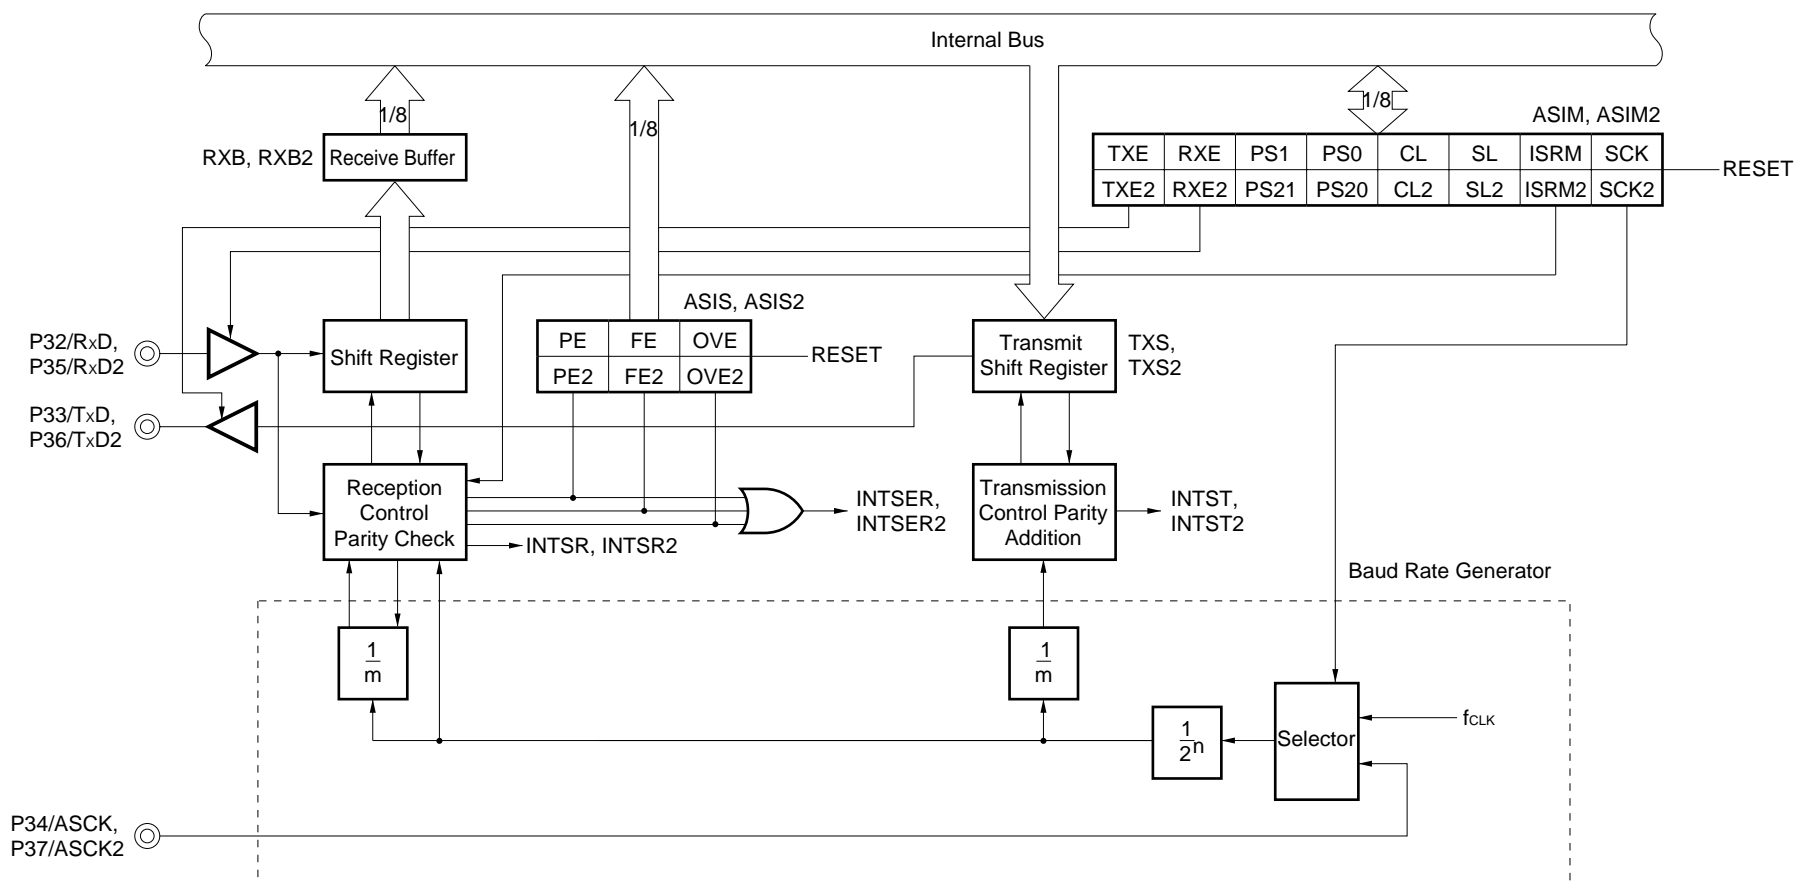 Internal Bus
1/8
1/8
1/8
ASIM, ASIM2
RXB, RXB2
Receive Buffer
TXE RXE PS1 PS0 CL SL ISRM SCK
TXE2 RXE2 PS21 PS20 CL2 SL2 ISRM2 SCK2
RESET
ASIS, ASIS2
P32/RxD,
P35/RxD2
Shift Register
PE FE OVE
PE2 FE2 OVE2
RESET
Transmit
Shift Register
TXS,
TXS2
P33/TxD,
P36/TxD2
Reception
Control
Parity Check
INTSER,
INTSER2
INTSR, INTSR2
Transmission
Control Parity
Addition
INTST,
INTST2
Baud Rate Generator
1
m
1
m
1
2n
Selector
fCLK
P34/ASCK,
P37/ASCK2